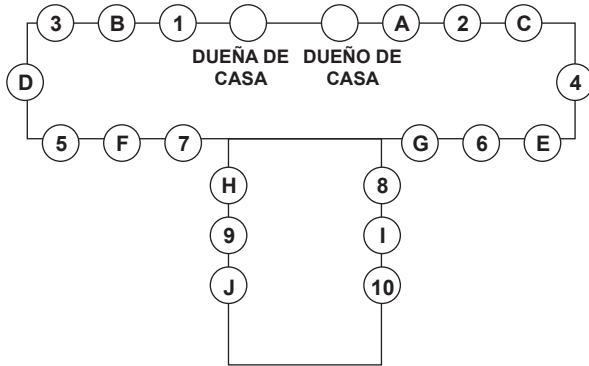 3 B 1 A 2 C
DUEÑA DE CASA
DUEÑO DE CASA
D 4
5 F 7 G 6 E
H 8
9 I
J 10